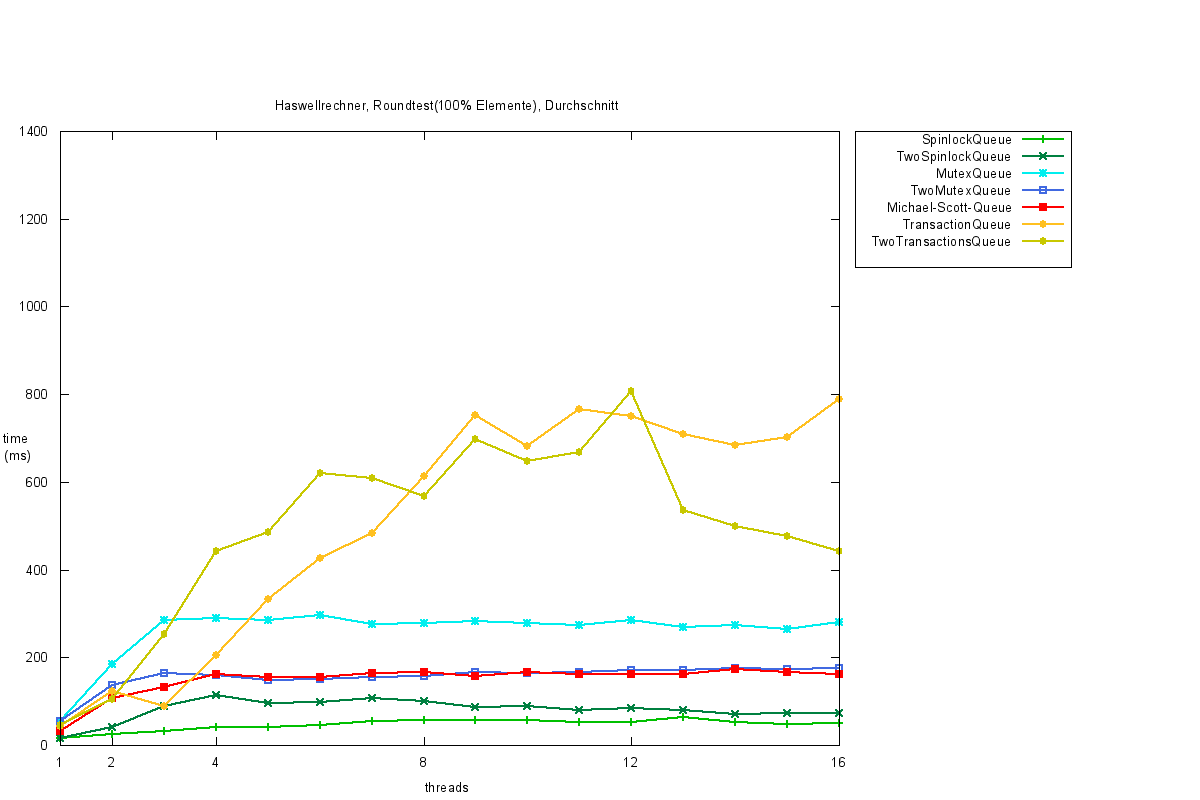 Haswellrechner, Roundtest(100% Elemente), Durchschnitt
1400
1200
1000
800
600
400
200
0
time
(ms)
1
2
4
8
12
16
threads
SpinlockQueue
TwoSpinlockQueue
MutexQueue
TwoMutexQueue
Michael-Scott-Queue
TransactionQueue
TwoTransactionsQueue